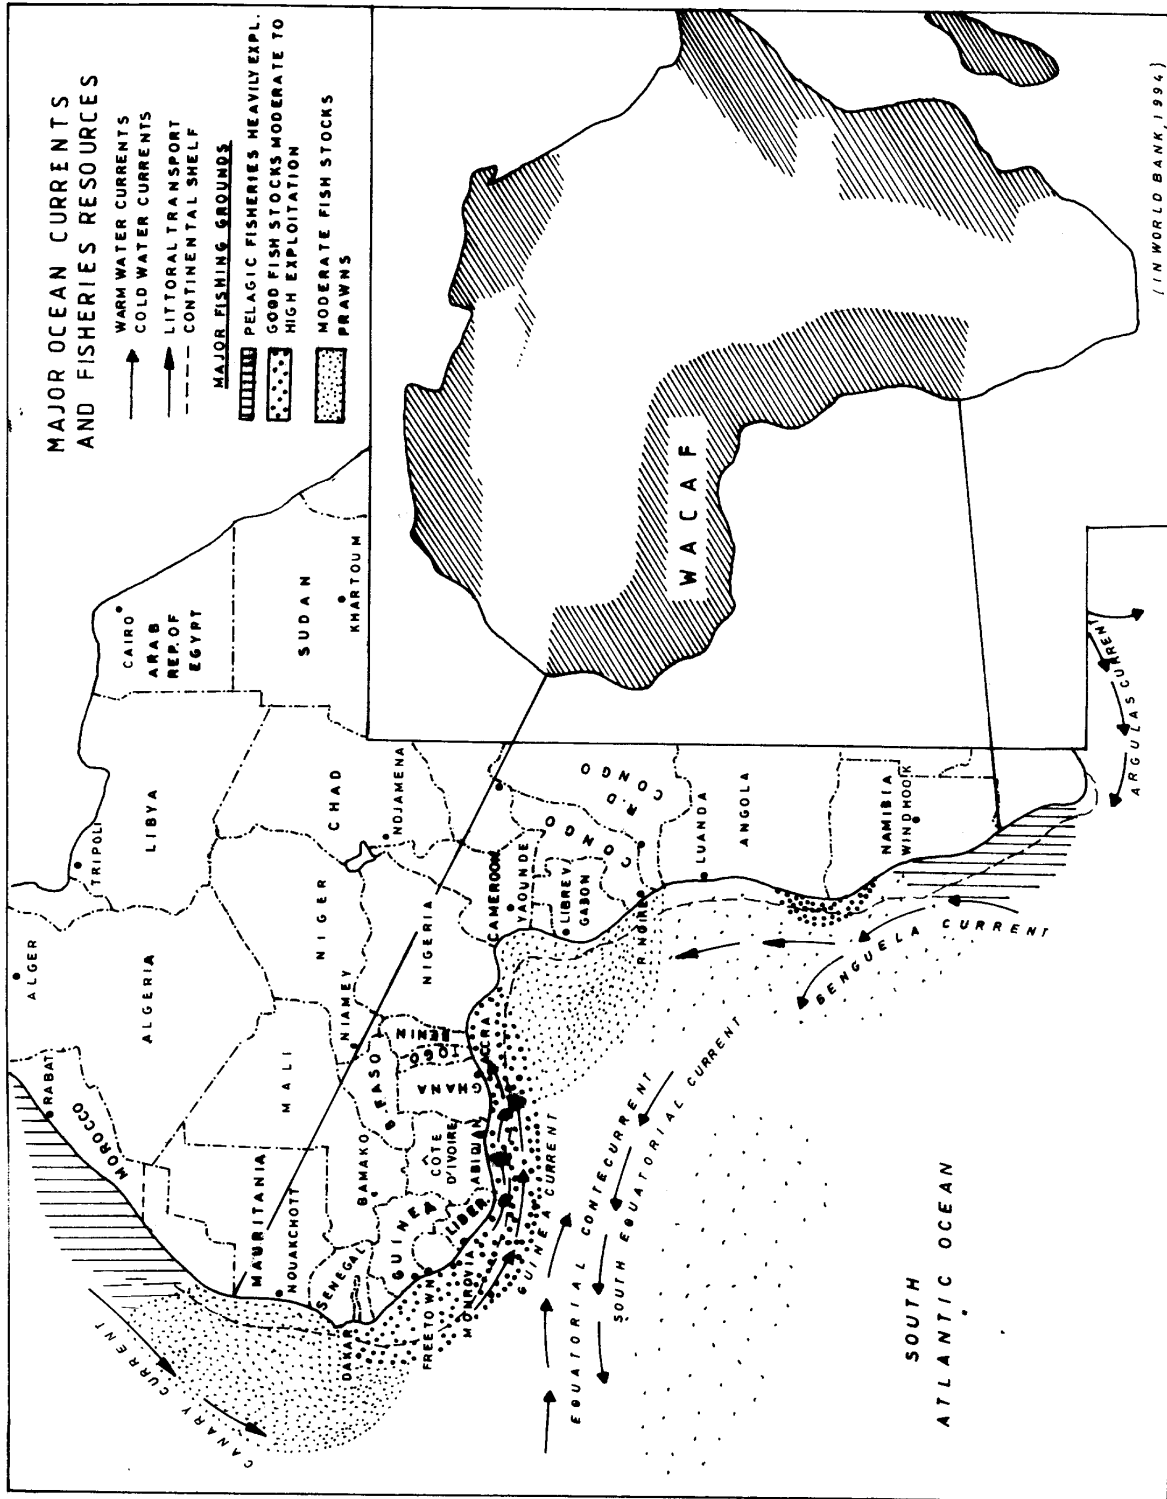 MAJOR OCEAN CURRENTS
AND FISHERIES RESOURCES
WARM WATER CURRENTS
COLD WATER CURRENTS
LITTORAL TRANSPORT
CONTINENTAL SHELF
MAJOR FISHING GROUNDS
PELAGIC FISHERIES HEAVILY EXPL.
GOOD FISH STOCKS MODERATE TO
HIGH EXPLOITATION
MODERATE FISH STOCKS
PRAWNS
RABAT
MOROCCO
ALGER
ALGERIA
TRIPOLI
LIBYA
CAIRO
ARAB
REP. OF
EGYPT
MAURITANIA
NOUAKCHOTT
MALI
NIGER
CHAD
SUDAN
KHARTOUM
SENEGAL
DAKAR
BAMAKO
B. FASO
NIAMEY
NDJAMENA
GUINEA
FREETOWN
LIBER
MONROVIA
CÔTE
D'IVOIRE
ABIDJAN
GHANA
ACCRA
TOGO
BENIN
NIGERIA
CAMEROON
YAOUNDE
LIBREV.
GABON
CONGO
R.D.
CONGO
P. NOIRE
LUANDA
ANGOLA
NAMIBIA
WINDHOOK
CANARY CURRENT
GUINEA CURRENT
EQUATORIAL CONTECURRENT
SOUTH EQUATORIAL CURRENT
BENGUELA CURRENT
ARGULAS CURRENT
SOUTH
ATLANTIC OCEAN
WACAF
(IN WORLD BANK, 1994)